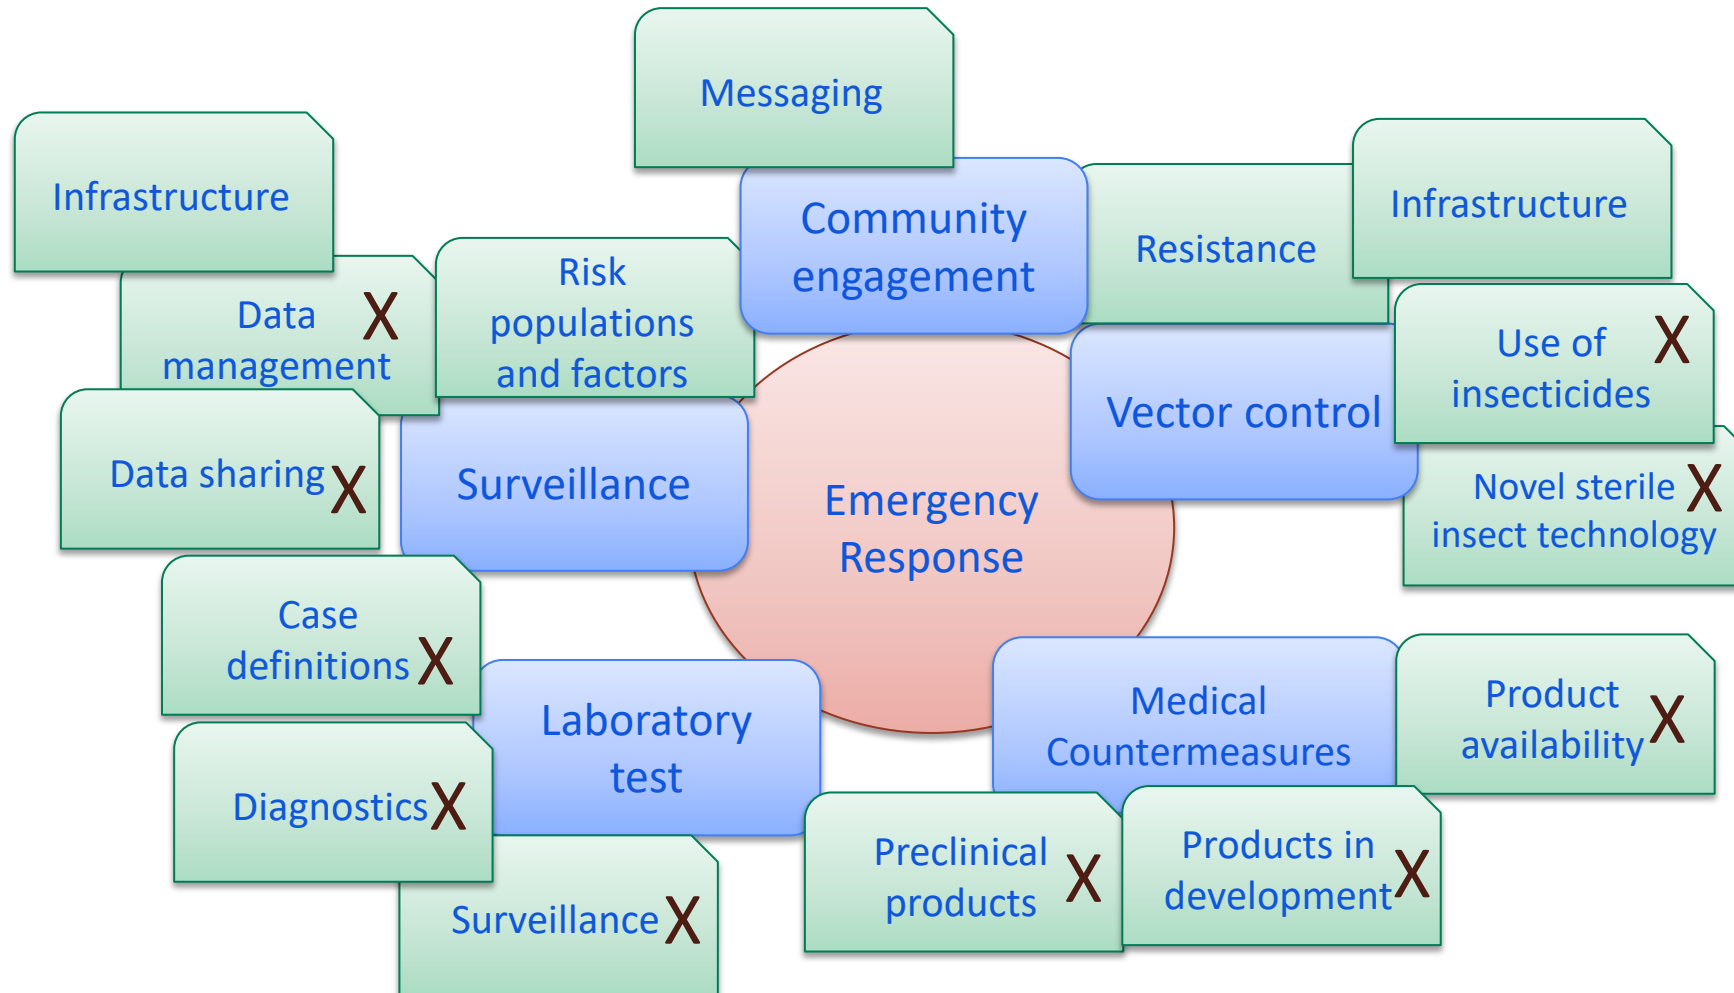 Messaging
Infrastructure
Community
engagement
Resistance
Infrastructure
Risk
populations
and factors
Data
management
X
Use of
insecticides
X
Vector control
Data sharing
X
Surveillance
Emergency
Response
Novel sterile
insect technology
X
Case
definitions
X
Laboratory
test
Medical
Countermeasures
Product
availability
X
Diagnostics
X
Preclinical
products
X
Products in
development
X
Surveillance
X